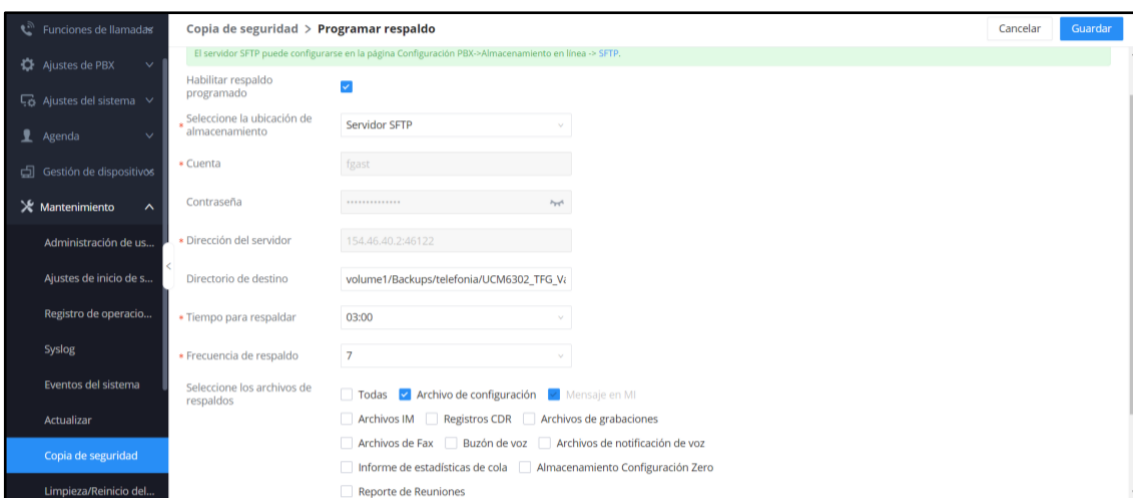 Funciones de llamadas
Copia de seguridad > Programar respaldo
Cancelar
Guardar
El servidor SFTP puede configurarse en la página Configuración PBX->Almacenamiento en línea -> SFTP.
Ajustes de PBX
Ajustes del sistema
Agenda
Gestión de dispositivos
Mantenimiento
Administración de us...
Ajustes de inicio de s...
Registro de operacio...
Syslog
Eventos del sistema
Actualizar
Copia de seguridad
Limpieza/Reinicio del...
Habilitar respaldo
programado
* Seleccione la ubicación de
almacenamiento
Servidor SFTP
* Cuenta
fgast
Contraseña
••••••••••••••
* Dirección del servidor
154.46.40.2:46122
Directorio de destino
volume1/Backups/telefonia/UCM6302_TFG_Va
* Tiempo para respaldar
03:00
* Frecuencia de respaldo
7
Seleccione los archivos de
respaldos
Todas Archivo de configuración Mensaje en MI
Archivos IM Registros CDR Archivos de grabaciones
Archivos de Fax Buzón de voz Archivos de notificación de voz
Informe de estadísticas de cola Almacenamiento Configuración Zero
Reporte de Reuniones